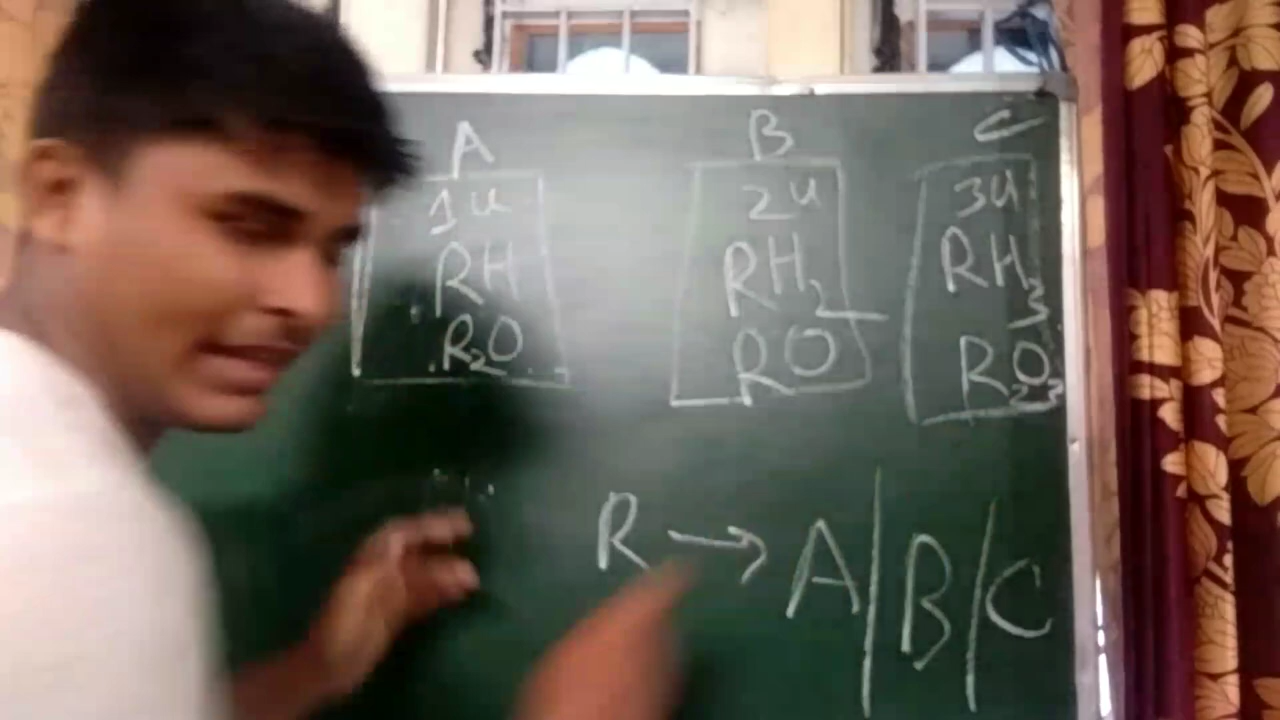 A
1u
RH
R2O
B
2u
RH2
RO
C
3u
RH3
R2O3
R → A | B | C